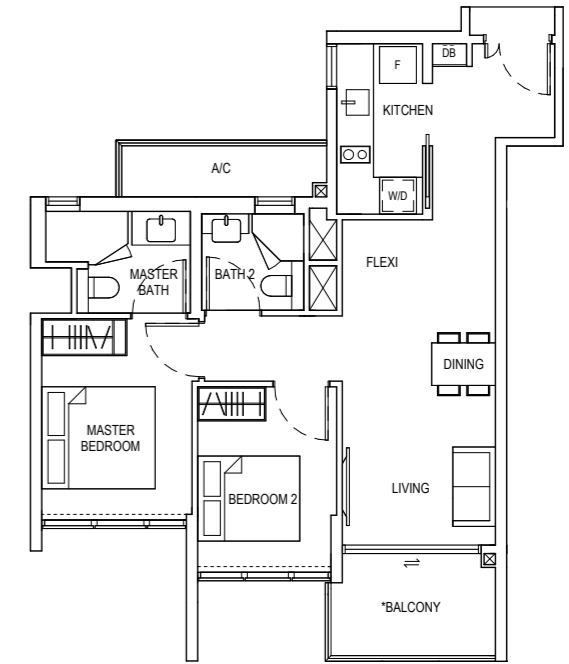 DB
F
KITCHEN
A/C
W/D
FLEXI
MASTER
BATH
BATH 2
DINING
MASTER
BEDROOM
LIVING
BEDROOM 2
*BALCONY